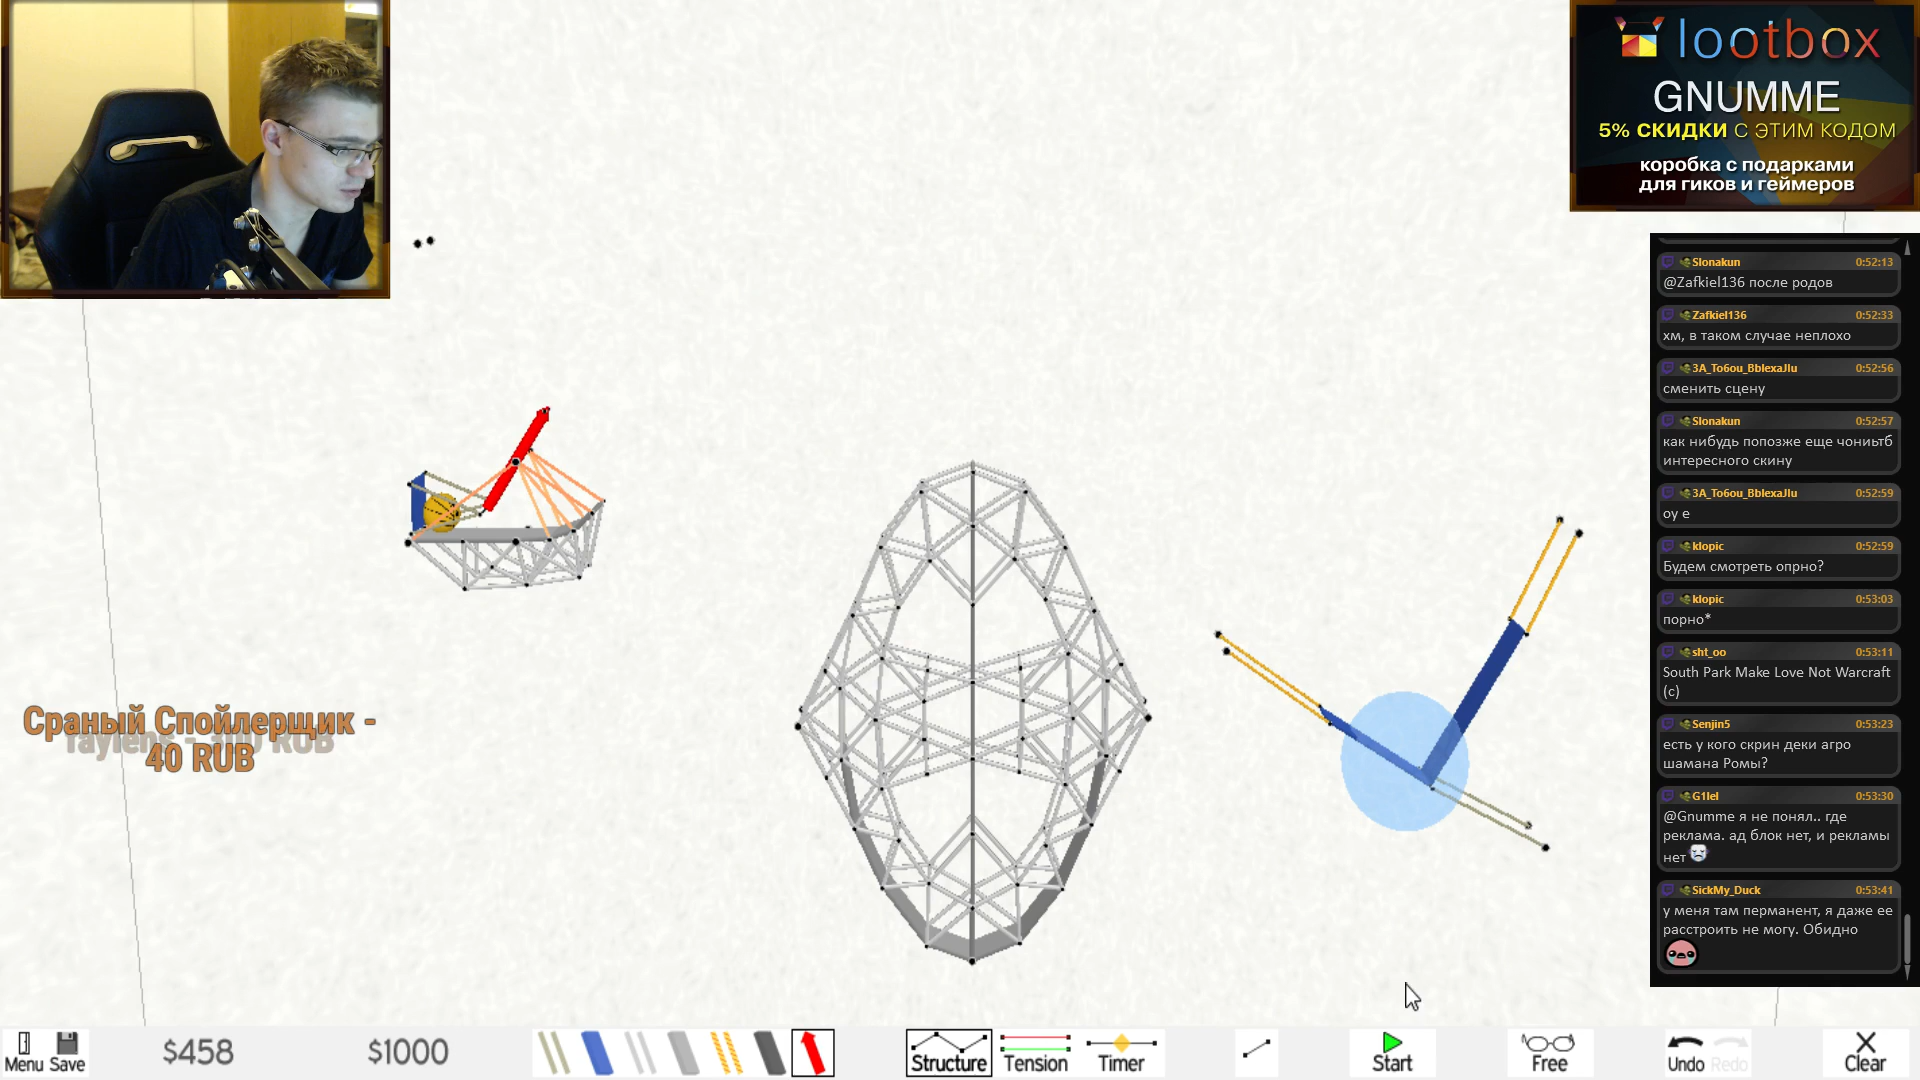 lootbox
GNUMME
5% СКИДКИ С ЭТИМ КОДОМ
коробка с подарками
для гиков и геймеров
Slonakun 0:52:13
@Zafkiel136 после родов
Zafkiel136 0:52:33
хм, в таком случае неплохо
3A_To6ou_BblexaJlu 0:52:56
сменить сцену
Slonakun 0:52:57
как нибудь попозже еще чониьтб
интересного скину
3A_To6ou_BblexaJlu 0:52:59
оу е
klopic 0:52:59
Будем смотреть опрно?
klopic 0:53:03
порно*
sht_oo 0:53:11
South Park Make Love Not Warcraft
(c)
Senjin5 0:53:23
есть у кого скрин деки агро
шамана Ромы?
G1lel 0:53:30
@Gnumme я не понял.. где
реклама. ад блок нет, и рекламы
нет
SickMy_Duck 0:53:41
у меня там перманент, я даже ее
расстроить не могу. Обидно
Сраный Спойлерщик -
40 RUB
Menu Save $458 $1000 Structure Tension Timer Start Free Undo Redo Clear